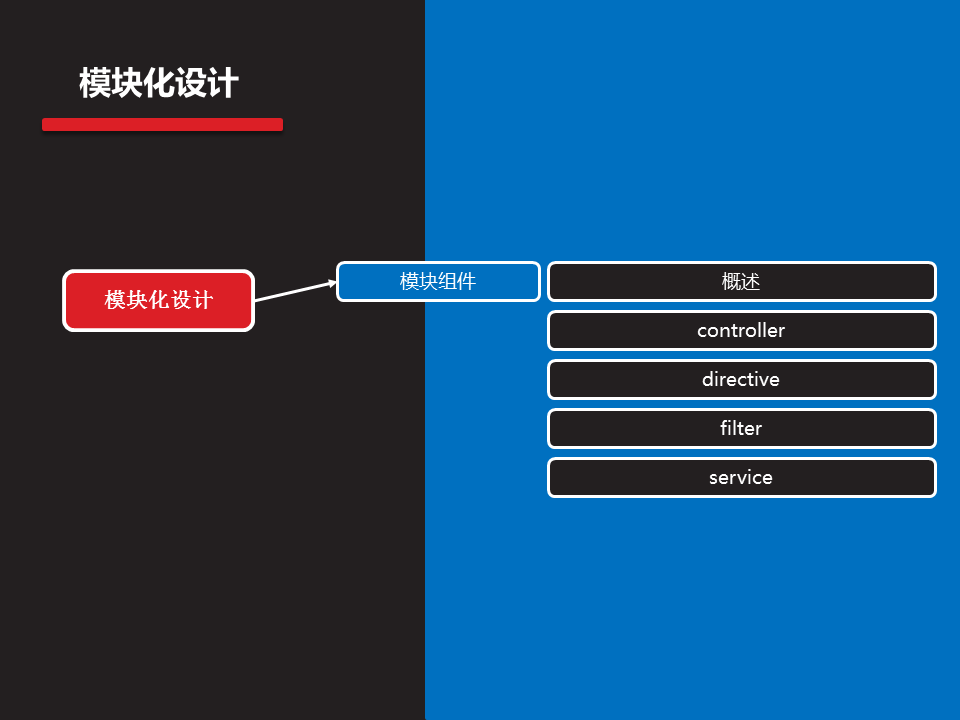 模块化设计
模块化设计
模块组件
概述
controller
directive
filter
service